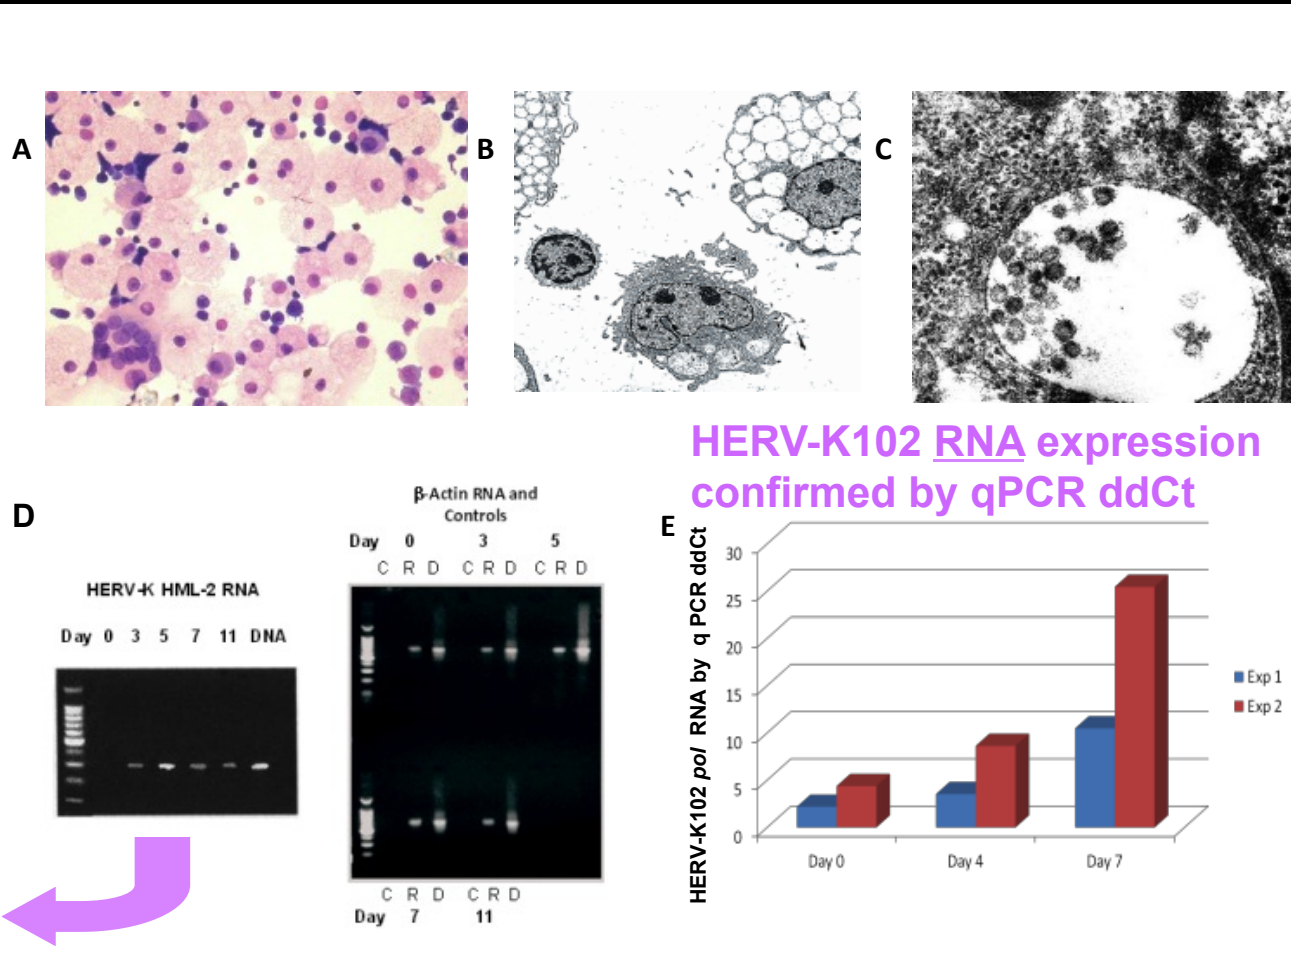 A
B
C
HERV-K102 RNA expression
confirmed by qPCR ddCt
D
β-Actin RNA and
Controls
Day 0 3 5
C R D C R D C R D
HERV-K HML-2 RNA
Day 0 3 5 7 11 DNA
C R D C R D
Day 7 11
E
HERV-K102 pol RNA by q PCR ddCt
30
25
20
15
10
5
0
Day 0 Day 4 Day 7
Exp 1
Exp 2